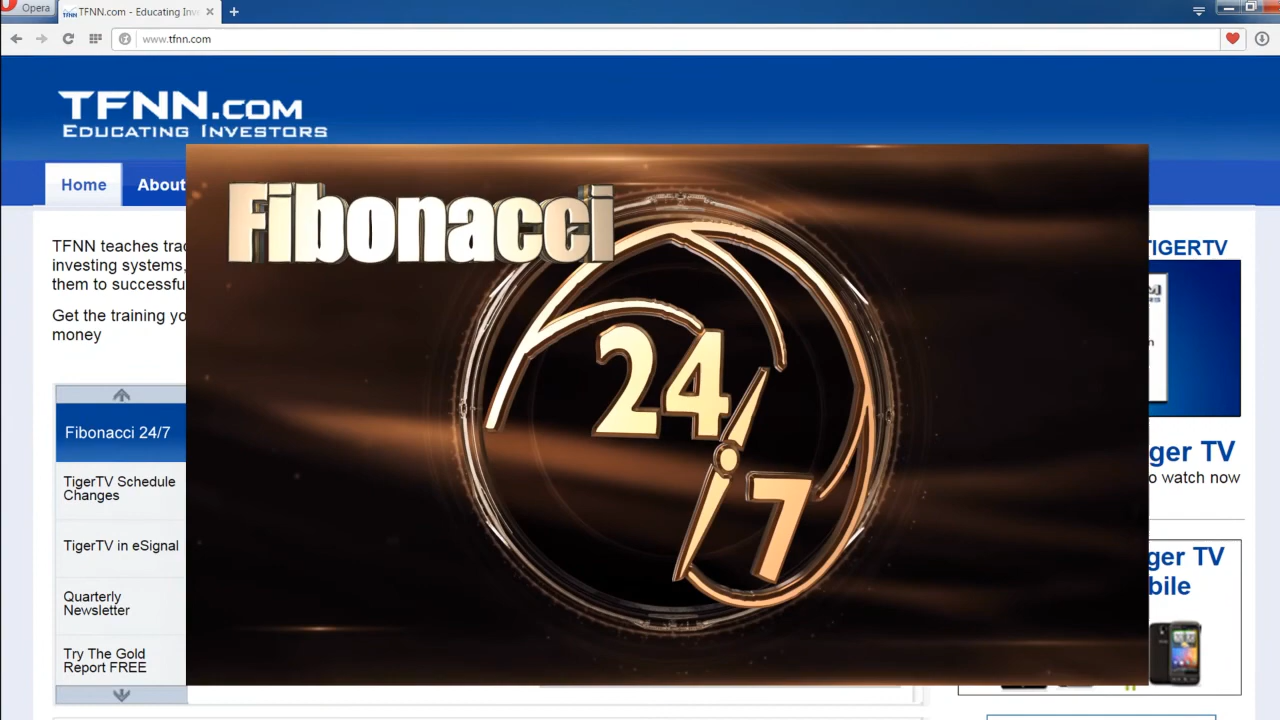 Opera
TFNN.com - Educating Inv
www.tfnn.com
TFNN.COM
EDUCATING INVESTORS
Home
About
Fibonacci
24
7
TFNN teaches tra
investing systems,
them to successfu
Get the training yo
money
Fibonacci 24/7
TigerTV Schedule
Changes
TigerTV in eSignal
Quarterly
Newsletter
Try The Gold
Report FREE
TIGERTV
ger TV
o watch now
ger TV
bile